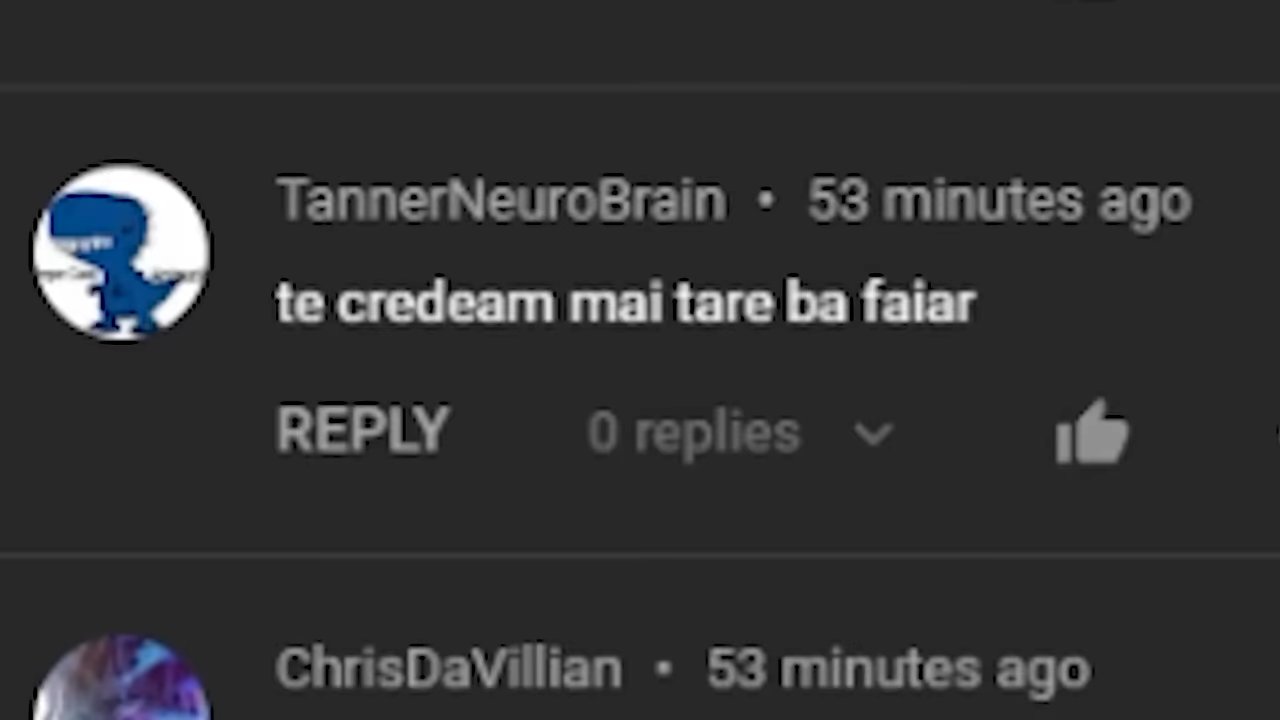 TannerNeuroBrain • 53 minutes ago
te credeam mai tare ba faiar
REPLY 0 replies
ChrisDaVillian • 53 minutes ago